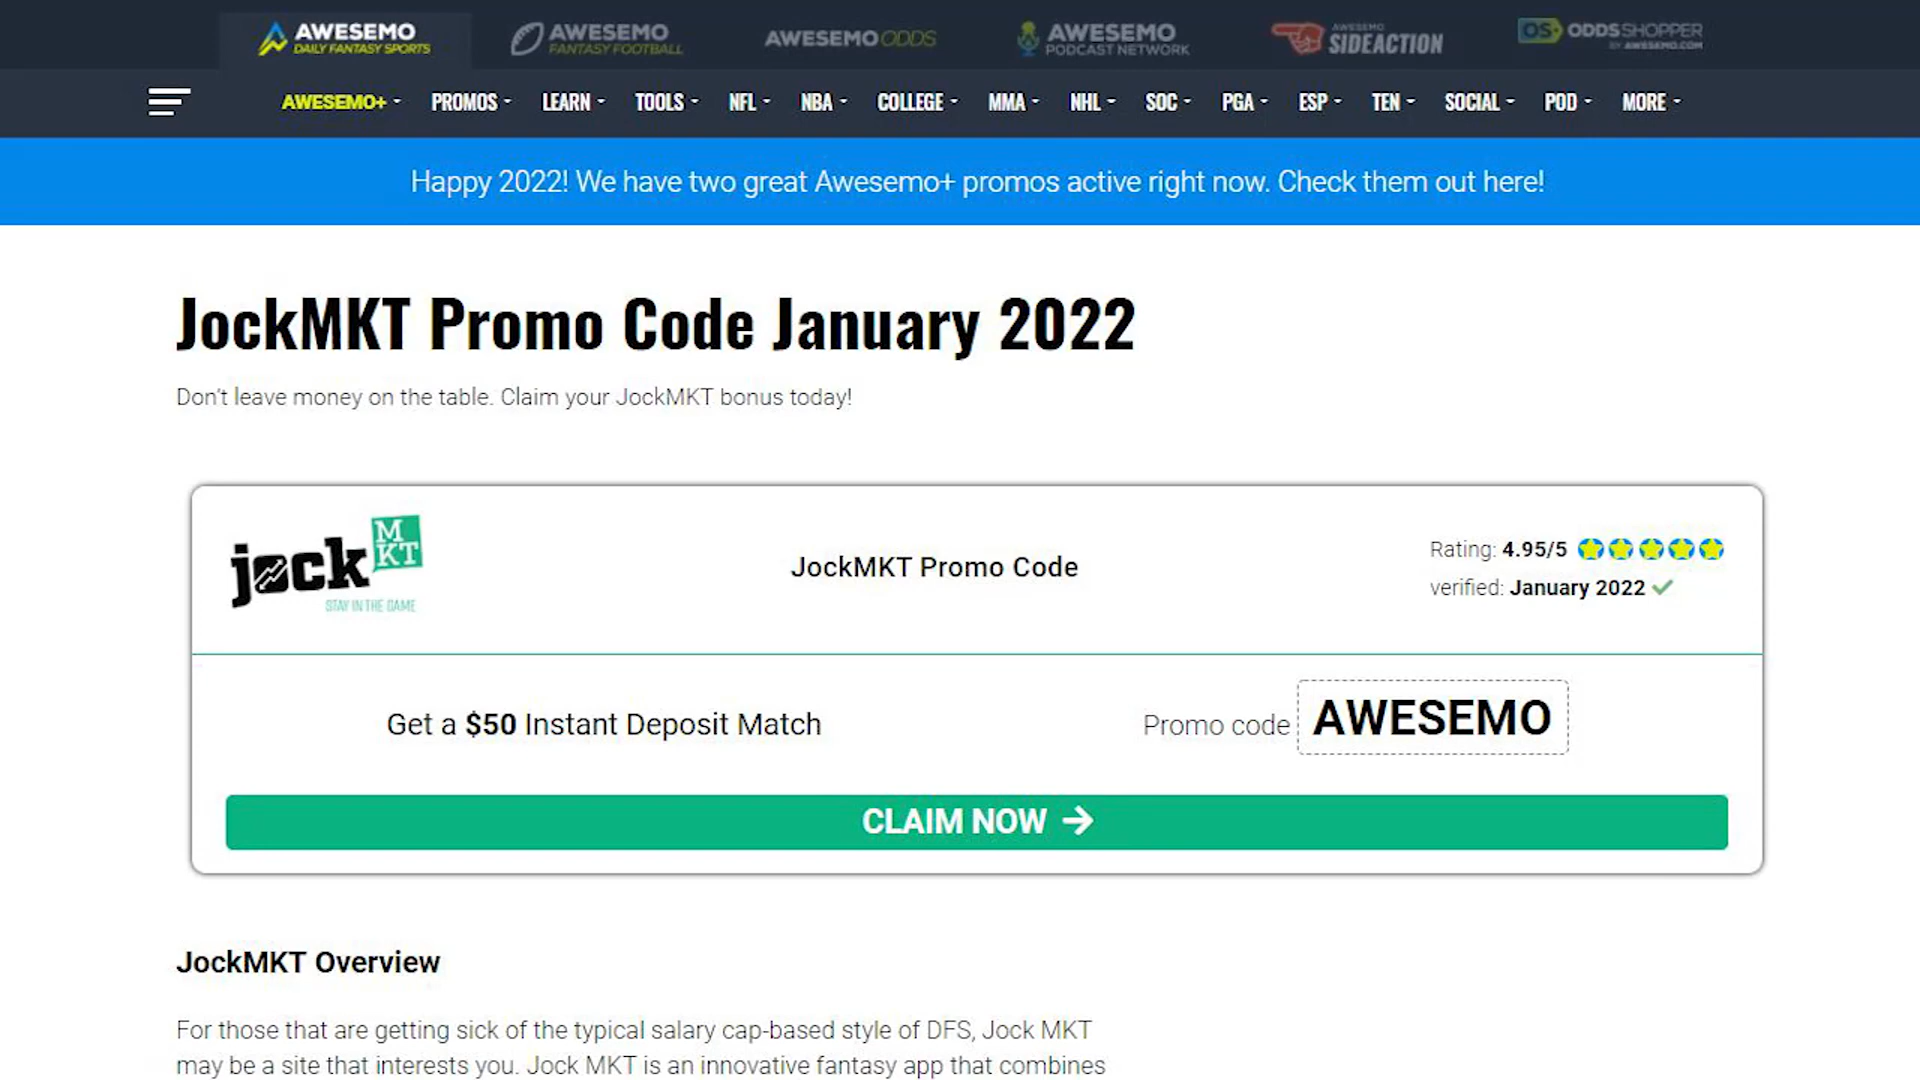 AWESEMO
DAILY FANTASY SPORTS
AWESEMO
FANTASY FOOTBALL
AWESEMO ODDS
AWESEMO
PODCAST NETWORK
AWESEMO
SIDEACTION
OS ODDSSHOPPER
BY AWESEMO.COM
AWESEMO+ PROMOS LEARN TOOLS NFL NBA COLLEGE MMA NHL SOC PGA ESP TEN SOCIAL POD MORE
Happy 2022! We have two great Awesemo+ promos active right now. Check them out here!
JockMKT Promo Code January 2022
Don't leave money on the table. Claim your JockMKT bonus today!
jock MKT
STAY IN THE GAME
JockMKT Promo Code
Rating: 4.95/5
verified: January 2022
Get a $50 Instant Deposit Match
Promo code AWESEMO
CLAIM NOW
JockMKT Overview
For those that are getting sick of the typical salary cap-based style of DFS, Jock MKT
may be a site that interests you. Jock MKT is an innovative fantasy app that combines